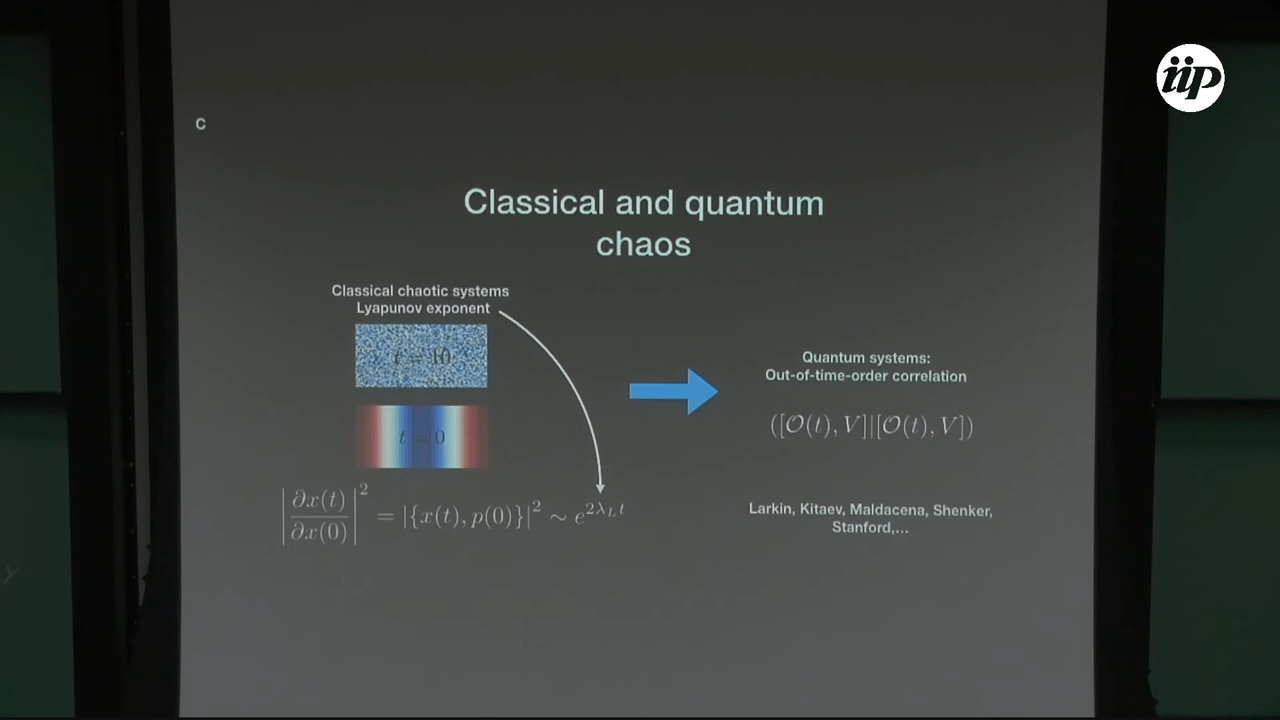 iip
c
Classical and quantum
chaos
Classical chaotic systems
Lyapunov exponent
t = 10
t = 0
|∂x(t)/∂x(0)|² = |{x(t), p(0)}|² ∼ e^{2λ_L t}
Quantum systems:
Out-of-time-order correlation
([𝒪(t), V]|[𝒪(t), V])
Larkin, Kitaev, Maldacena, Shenker,
Stanford,...